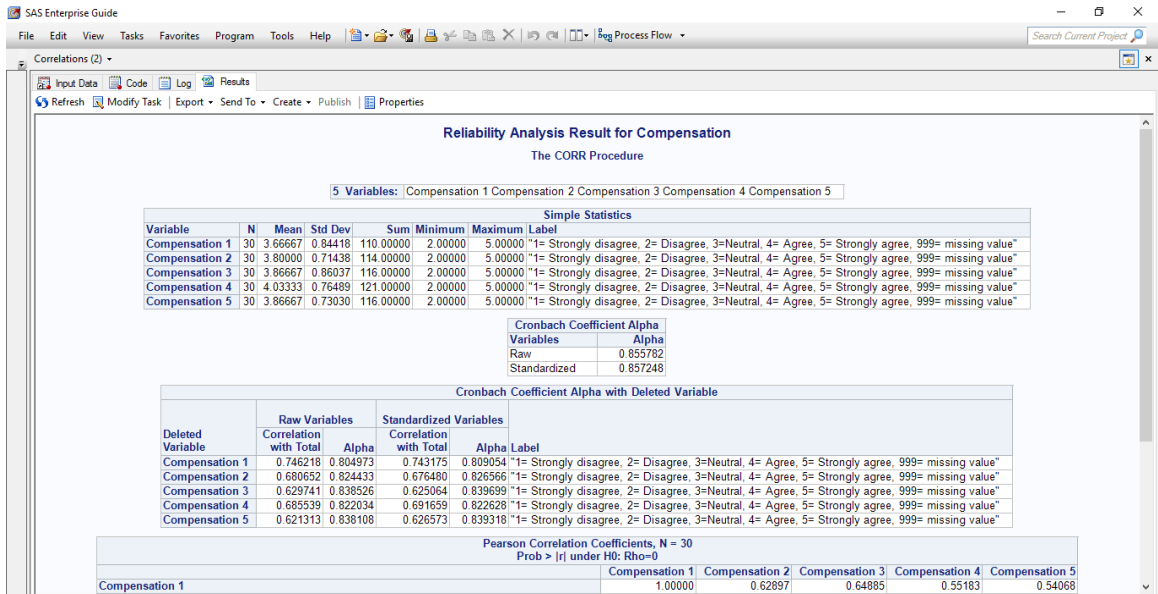 SAS Enterprise Guide
File Edit View Tasks Favorites Program Tools Help Process Flow Search Current Project
Correlations (2)
Input Data Code Log Results
Refresh Modify Task Export Send To Create Publish Properties
Reliability Analysis Result for Compensation
The CORR Procedure
5 Variables: Compensation 1 Compensation 2 Compensation 3 Compensation 4 Compensation 5
Simple Statistics
Variable N Mean Std Dev Sum Minimum Maximum Label
Compensation 1 30 3.66667 0.84418 110.00000 2.00000 5.00000 "1= Strongly disagree, 2= Disagree, 3=Neutral, 4= Agree, 5= Strongly agree, 999= missing value"
Compensation 2 30 3.80000 0.71438 114.00000 2.00000 5.00000 "1= Strongly disagree, 2= Disagree, 3=Neutral, 4= Agree, 5= Strongly agree, 999= missing value"
Compensation 3 30 3.86667 0.86037 116.00000 2.00000 5.00000 "1= Strongly disagree, 2= Disagree, 3=Neutral, 4= Agree, 5= Strongly agree, 999= missing value"
Compensation 4 30 4.03333 0.76489 121.00000 2.00000 5.00000 "1= Strongly disagree, 2= Disagree, 3=Neutral, 4= Agree, 5= Strongly agree, 999= missing value"
Compensation 5 30 3.86667 0.73030 116.00000 2.00000 5.00000 "1= Strongly disagree, 2= Disagree, 3=Neutral, 4= Agree, 5= Strongly agree, 999= missing value"
Cronbach Coefficient Alpha
Variables Alpha
Raw 0.855782
Standardized 0.857248
Cronbach Coefficient Alpha with Deleted Variable
Raw Variables Standardized Variables
Deleted Correlation Correlation
Variable with Total Alpha with Total Alpha Label
Compensation 1 0.746218 0.804973 0.743175 0.809054 "1= Strongly disagree, 2= Disagree, 3=Neutral, 4= Agree, 5= Strongly agree, 999= missing value"
Compensation 2 0.680652 0.824433 0.676480 0.826566 "1= Strongly disagree, 2= Disagree, 3=Neutral, 4= Agree, 5= Strongly agree, 999= missing value"
Compensation 3 0.629741 0.838526 0.625064 0.839699 "1= Strongly disagree, 2= Disagree, 3=Neutral, 4= Agree, 5= Strongly agree, 999= missing value"
Compensation 4 0.685539 0.822034 0.691659 0.822628 "1= Strongly disagree, 2= Disagree, 3=Neutral, 4= Agree, 5= Strongly agree, 999= missing value"
Compensation 5 0.621313 0.838108 0.626573 0.839318 "1= Strongly disagree, 2= Disagree, 3=Neutral, 4= Agree, 5= Strongly agree, 999= missing value"
Pearson Correlation Coefficients, N = 30
Prob > |r| under H0: Rho=0
Compensation 1 Compensation 2 Compensation 3 Compensation 4 Compensation 5
Compensation 1 1.00000 0.62897 0.64885 0.55183 0.54068